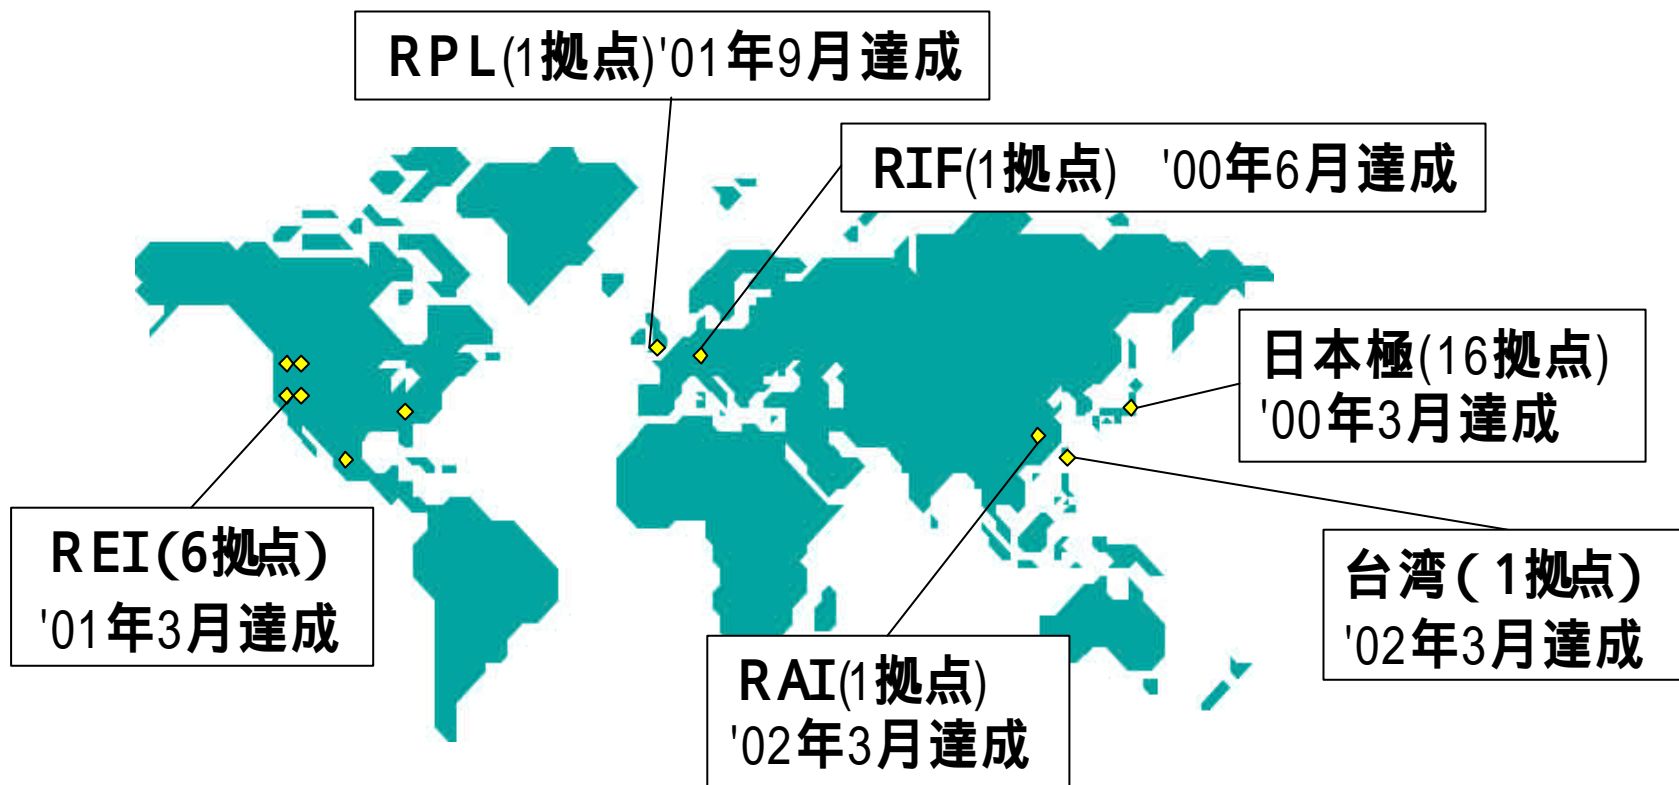 RPL(1拠点)'01年9月達成
RIF(1拠点) '00年6月達成
日本極(16拠点)
'00年3月達成
REI(6拠点)
'01年3月達成
台湾(1拠点)
'02年3月達成
RAI(1拠点)
'02年3月達成